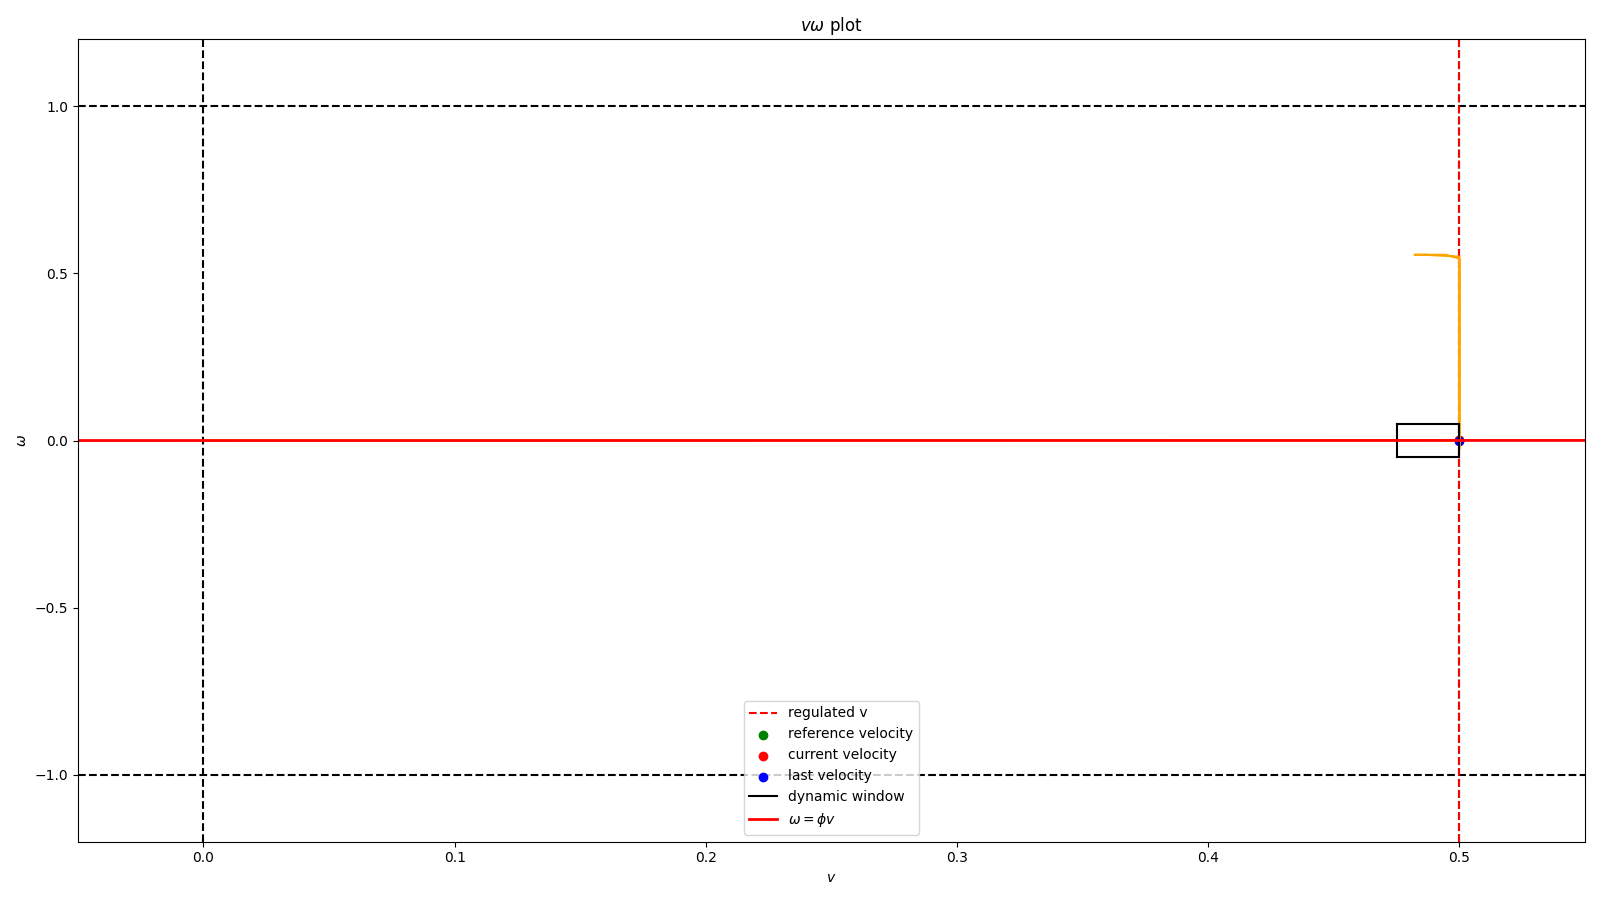 vω plot
1.0
0.5
0.0
−0.5
−1.0
ω
regulated v
reference velocity
current velocity
last velocity
dynamic window
ω = ϕv
0.0 0.1 0.2 0.3 0.4 0.5
v